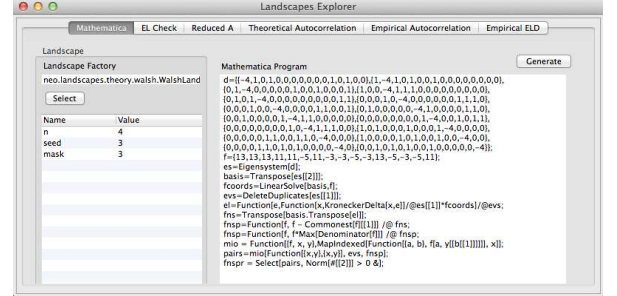 Landscapes Explorer
Mathematica
EL Check
Reduced A
Theoretical Autocorrelation
Empirical Autocorrelation
Empirical ELD
Landscape
Landscape Factory
neo.landscapes.theory.walsh.WalshLand
Select
Name Value
n 4
seed 3
mask 3
Mathematica Program
Generate
d={{-4,1,0,1,0,0,0,0,0,0,0,1,0,1,0,0},{1,-4,1,0,1,0,0,1,0,0,0,0,0,0,0,0},
{0,1,-4,0,0,0,0,0,1,0,0,1,0,0,0,1,0},{1,0,0,-4,1,1,1,0,0,0,0,0,0,0,0,0},
{0,1,0,1,-4,0,0,0,0,0,0,0,0,0,1,1},{0,0,0,1,0,-4,0,0,0,0,0,0,1,1,1,0},
{0,0,0,1,0,0,-4,0,0,0,0,1,1,0,0,1},{0,1,0,0,0,0,0,-4,1,0,0,0,0,1,0,1},
{0,0,1,0,0,0,0,1,-4,1,1,0,0,0,0,0},{0,0,0,0,0,0,0,0,1,-4,0,0,1,0,1,1},
{0,0,0,0,0,0,0,0,1,0,-4,1,1,1,0,0},{1,0,1,0,0,0,1,0,0,0,1,-4,0,0,0,0},
{0,0,0,0,0,1,1,0,0,1,1,0,-4,0,0,0},{1,0,0,0,0,1,0,1,0,0,1,0,0,-4,0,0},
{0,0,0,0,1,1,0,1,0,1,0,0,0,0,-4,0},{0,0,1,0,1,0,1,0,0,1,0,0,0,0,0,-4}};
f={13,13,13,11,11,-5,11,-3,-3,-5,-3,13,-5,-3,-5,11};
es=Eigensystem[d];
basis=Transpose[es[[2]]];
fcoords=LinearSolve[basis,f];
evs=DeleteDuplicates[es[[1]]];
el=Function[e,Function[x,KroneckerDelta[x,e]]/@es[[1]]*fcoords]/@evs;
fns=Transpose[basis.Transpose[el]];
fnsp=Function[f, f - Commonest[f][[1]]] /@ fns;
fnsp=Function[f, f*Max[Denominator[f]]] /@ fnsp;
mio = Function[{f, x, y},MapIndexed[Function[{a, b}, f[a, y[[b[[1]]]]]], x]];
pairs=mio[Function[{x,y},{x,y}], evs, fnsp];
fnspr = Select[pairs, Norm[#[[2]]] > 0 &];